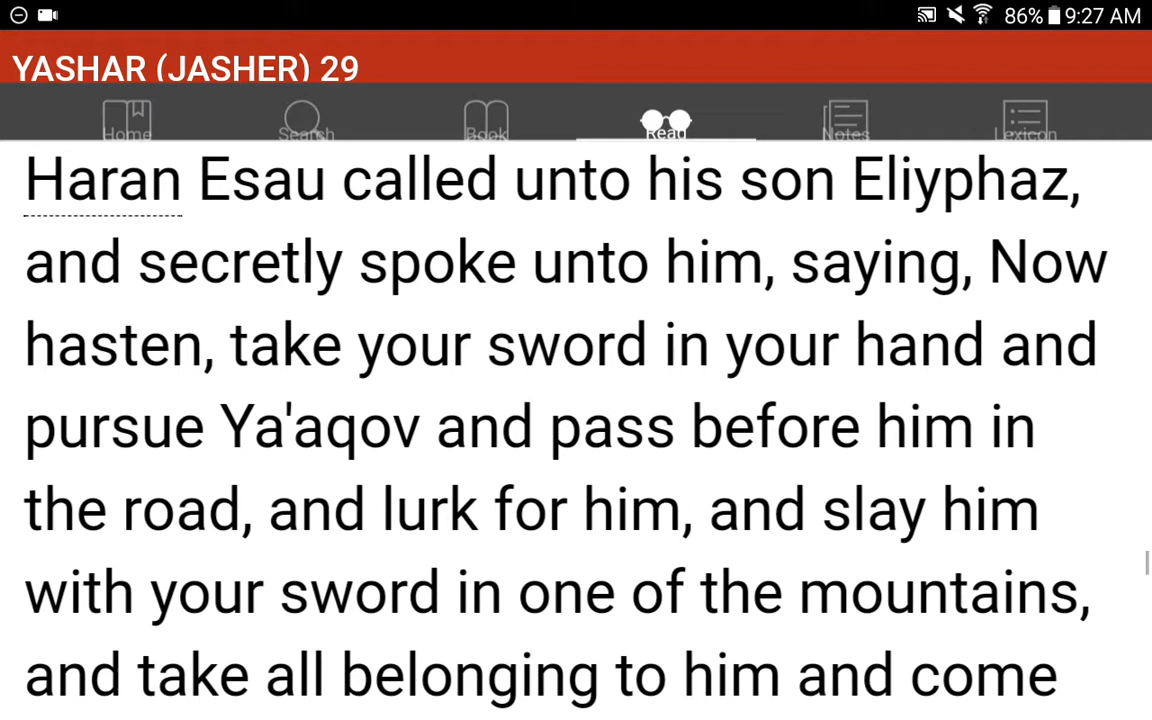 86% 9:27 AM
YASHAR (JASHER) 29
Home Search Book Read Notes Lexicon
Haran Esau called unto his son Eliyphaz,
and secretly spoke unto him, saying, Now
hasten, take your sword in your hand and
pursue Ya'aqov and pass before him in
the road, and lurk for him, and slay him
with your sword in one of the mountains,
and take all belonging to him and come